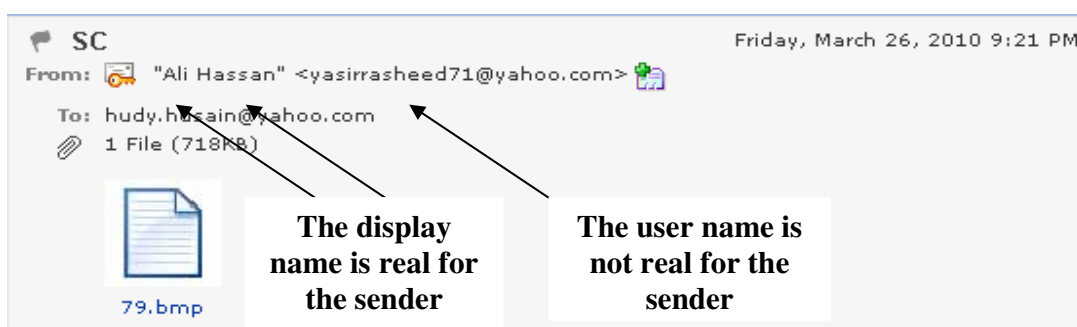 SC
Friday, March 26, 2010 9:21 PM
From: "Ali Hassan" <yasirrasheed71@yahoo.com>
To: hudy.husain@yahoo.com
1 File (718KB)
79.bmp
The display
name is real for
the sender
The user name is
not real for the
sender